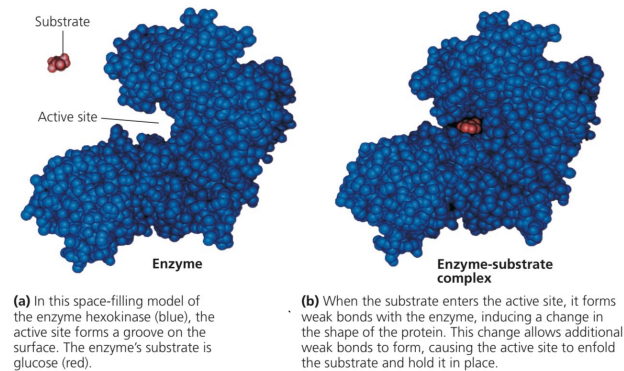 Substrate
Active site
Enzyme
Enzyme-substrate
complex
(a) In this space-filling model of
the enzyme hexokinase (blue), the
active site forms a groove on the
surface. The enzyme's substrate is
glucose (red).
(b) When the substrate enters the active site, it forms
weak bonds with the enzyme, inducing a change in
the shape of the protein. This change allows additional
weak bonds to form, causing the active site to enfold
the substrate and hold it in place.